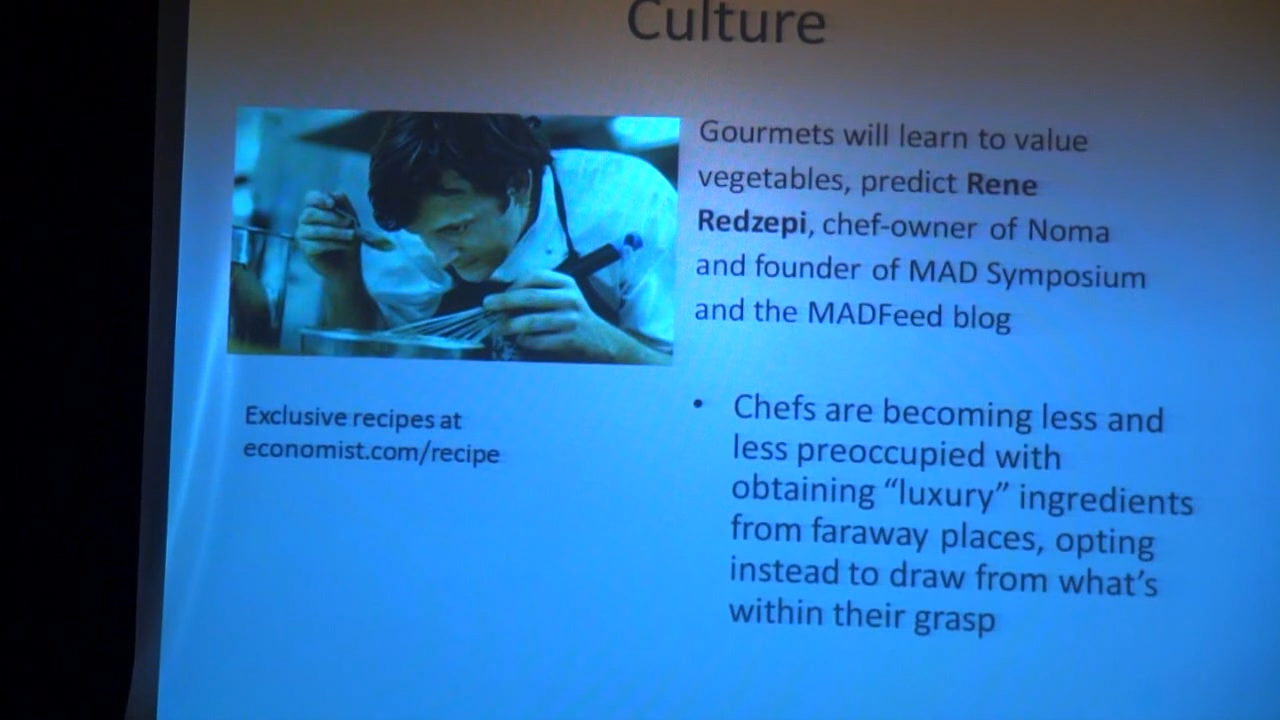 Culture
Gourmets will learn to value
vegetables, predict Rene
Redzepi, chef-owner of Noma
and founder of MAD Symposium
and the MADFeed blog
Exclusive recipes at
economist.com/recipe
• Chefs are becoming less and
less preoccupied with
obtaining “luxury” ingredients
from faraway places, opting
instead to draw from what’s
within their grasp